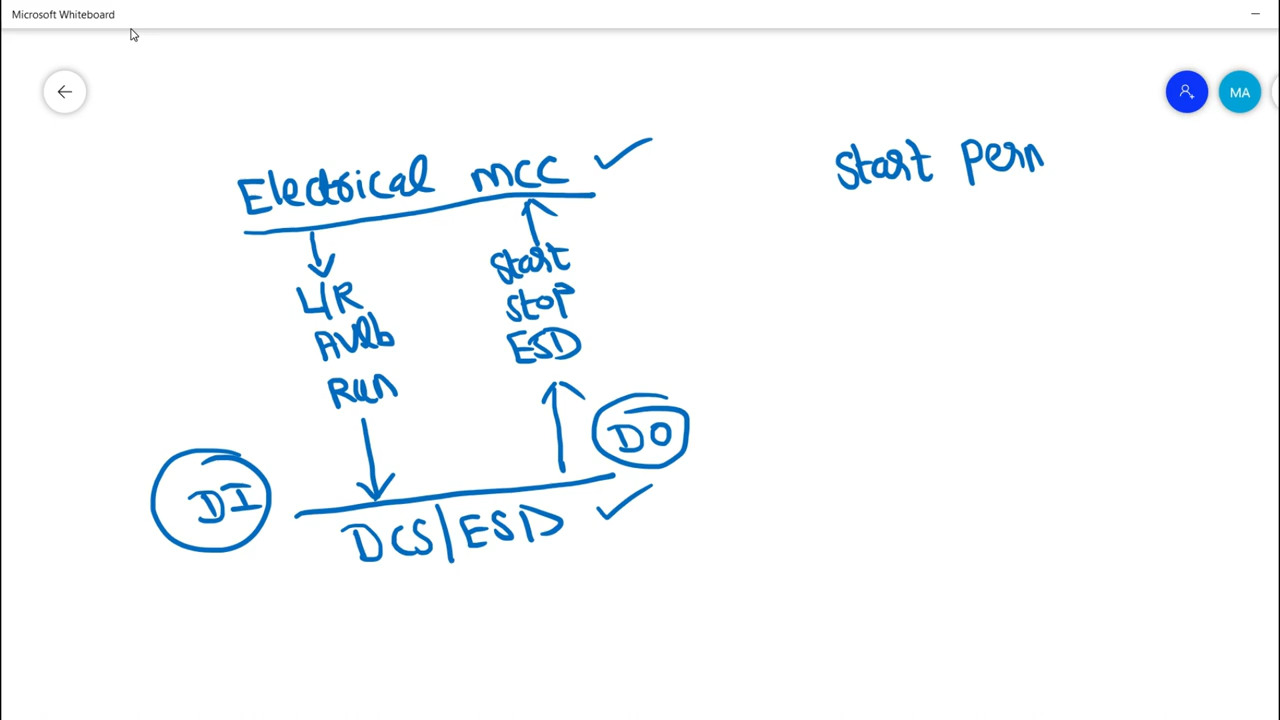 Microsoft Whiteboard
MA
Electrical MCC
Start Perm
L/R
Avlb
Run
Start
Stop
ESD
DO
DI
DCS/ESD